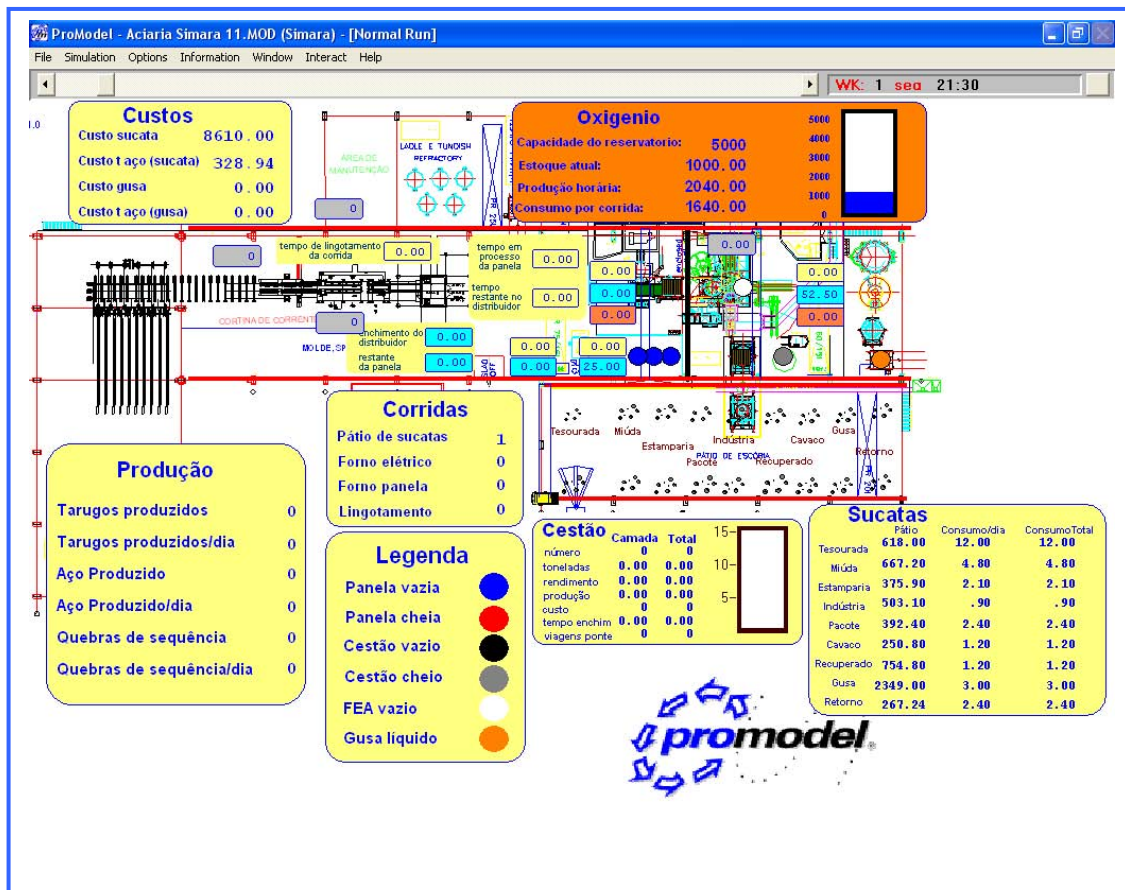 ProModel - Aciaria Simara 11.MOD (Simara) - [Normal Run]
File Simulation Options Information Window Interact Help
WK: 1 seg 21:30
1.0
Custos
Custo sucata 8610.00
Custo t aço (sucata) 328.94
Custo gusa 0.00
Custo t aço (gusa) 0.00
AREA DE
MANUTENÇÃO
LADLE E TUNDISH
REFRACTORY
Oxigenio
Capacidade do reservatorio: 5000
Estoque atual: 1000.00
Produção horária: 2040.00
Consumo por corrida: 1640.00
5000
4000
3000
2000
1000
0
0
0
tempo de lingotamento
da corrida 0.00
tempo em
processo
da panela 0.00
tempo
restante no
distribuidor 0.00
0.00
0.00
0.00
0.00
0.00
52.50
0.00
CORTINA DE CORRENTE
0
MOLDE,SP
enchimento do
distribuidor 0.00
restante
da panela 0.00
0.00
0.00
0.00
25.00
Corridas
Pátio de sucatas 1
Forno elétrico 0
Forno panela 0
Lingotamento 0
Tesourada
Miúda
Estamparia
Pacote
Indústria
PÁTIO DE ESCÓRIA
Recuperado
Cavaco
Gusa
Retorno
Produção
Tarugos produzidos 0
Tarugos produzidos/dia 0
Aço Produzido 0
Aço Produzido/dia 0
Quebras de sequência 0
Quebras de sequência/dia 0
Legenda
Panela vazia
Panela cheia
Cestão vazio
Cestão cheio
FEA vazio
Gusa líquido
Cestão Camada Total
número 0 0
toneladas 0.00 0.00
rendimento 0.00 0.00
produção 0.00 0.00
custo 0 0
tempo enchim 0.00 0.00
viagens ponte 0 0
15
10
5
Sucatas
Pátio Consumo/dia ConsumoTotal
Tesourada 618.00 12.00 12.00
Miúda 667.20 4.80 4.80
Estamparia 375.90 2.10 2.10
Indústria 503.10 .90 .90
Pacote 392.40 2.40 2.40
Cavaco 250.80 1.20 1.20
Recuperado 754.80 1.20 1.20
Gusa 2349.00 3.00 3.00
Retorno 267.24 2.40 2.40
promodel